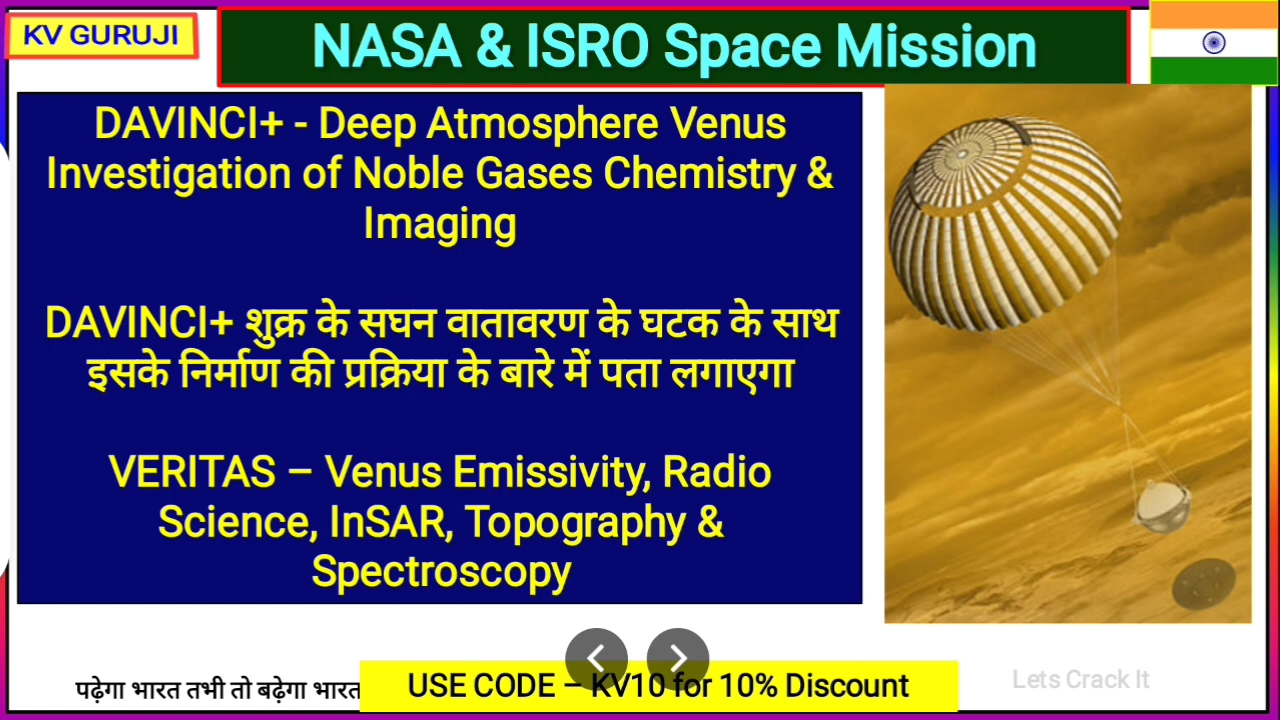 KV GURUJI
NASA & ISRO Space Mission
DAVINCI+ - Deep Atmosphere Venus
Investigation of Noble Gases Chemistry &
Imaging
DAVINCI+ शुक्र के सघन वातावरण के घटक के साथ
इसके निर्माण की प्रक्रिया के बारे में पता लगाएगा
VERITAS – Venus Emissivity, Radio
Science, InSAR, Topography &
Spectroscopy
पढ़ेगा भारत तभी तो बढ़ेगा भारत
USE CODE – KV10 for 10% Discount
Lets Crack It